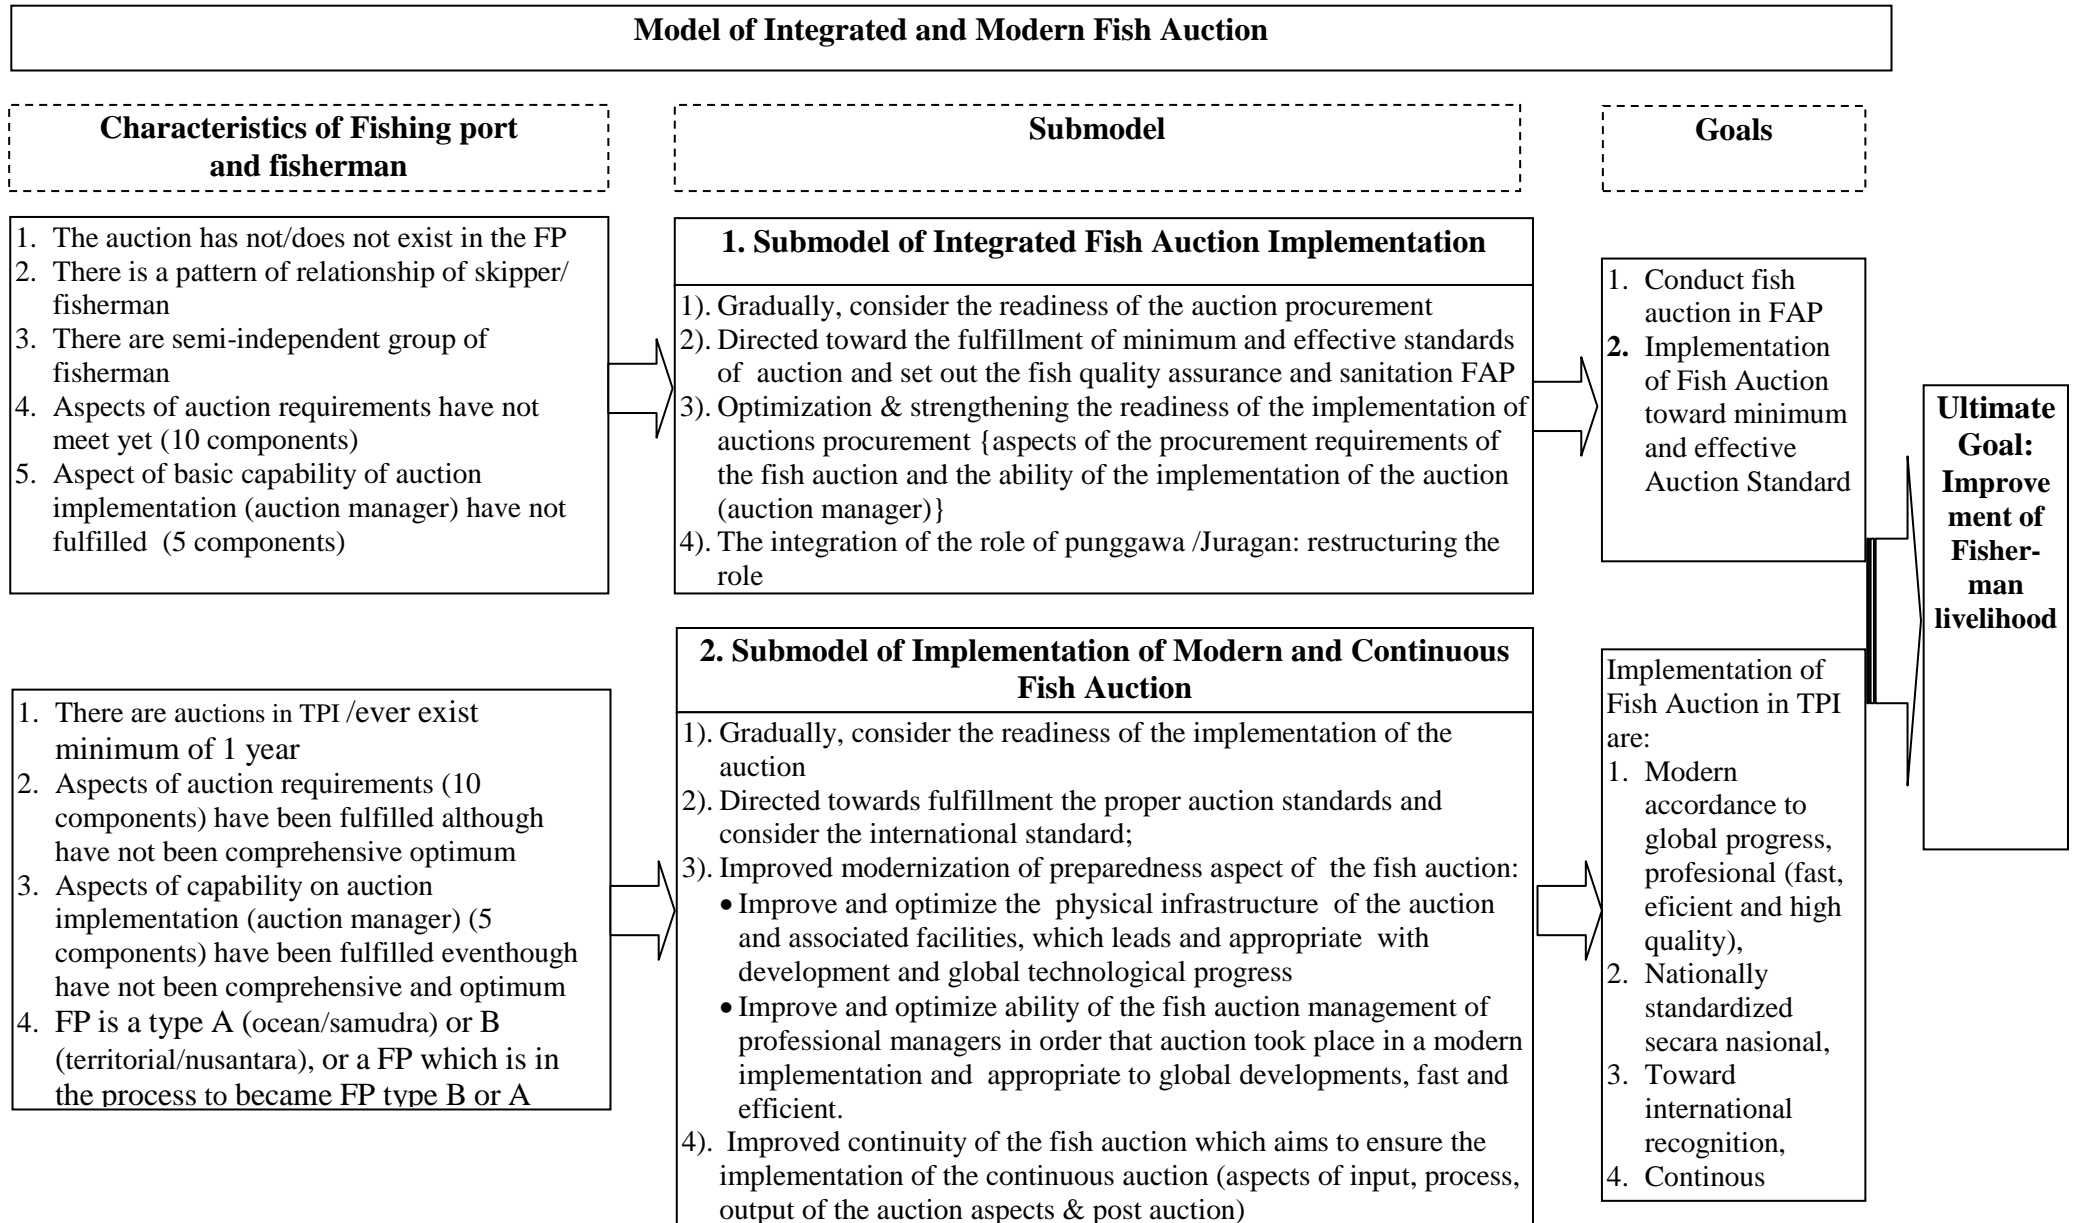 Model of Integrated and Modern Fish Auction
Characteristics of Fishing port
and fisherman
Submodel
Goals
1. The auction has not/does not exist in the FP
2. There is a pattern of relationship of skipper/
fisherman
3. There are semi-independent group of
fisherman
4. Aspects of auction requirements have not
meet yet (10 components)
5. Aspect of basic capability of auction
implementation (auction manager) have not
fulfilled (5 components)
1. Submodel of Integrated Fish Auction Implementation
1). Gradually, consider the readiness of the auction procurement
2). Directed toward the fulfillment of minimum and effective standards
of auction and set out the fish quality assurance and sanitation FAP
3). Optimization & strengthening the readiness of the implementation of
auctions procurement {aspects of the procurement requirements of
the fish auction and the ability of the implementation of the auction
(auction manager)}
4). The integration of the role of punggawa /Juragan: restructuring the
role
1. Conduct fish
auction in FAP
2. Implementation
of Fish Auction
toward minimum
and effective
Auction Standard
Ultimate
Goal:
Improve
ment of
Fisher-
man
livelihood
1. There are auctions in TPI /ever exist
minimum of 1 year
2. Aspects of auction requirements (10
components) have been fulfilled although
have not been comprehensive optimum
3. Aspects of capability on auction
implementation (auction manager) (5
components) have been fulfilled eventhough
have not been comprehensive and optimum
4. FP is a type A (ocean/samudra) or B
(territorial/nusantara), or a FP which is in
the process to became FP type B or A
2. Submodel of Implementation of Modern and Continuous
Fish Auction
1). Gradually, consider the readiness of the implementation of the
auction
2). Directed towards fulfillment the proper auction standards and
consider the international standard;
3). Improved modernization of preparedness aspect of the fish auction:
• Improve and optimize the physical infrastructure of the auction
and associated facilities, which leads and appropriate with
development and global technological progress
• Improve and optimize ability of the fish auction management of
professional managers in order that auction took place in a modern
implementation and appropriate to global developments, fast and
efficient.
4). Improved continuity of the fish auction which aims to ensure the
implementation of the continuous auction (aspects of input, process,
output of the auction aspects & post auction)
Implementation of
Fish Auction in TPI
are:
1. Modern
accordance to
global progress,
profesional (fast,
eficient and high
quality),
2. Nationally
standardized
secara nasional,
3. Toward
international
recognition,
4. Continous